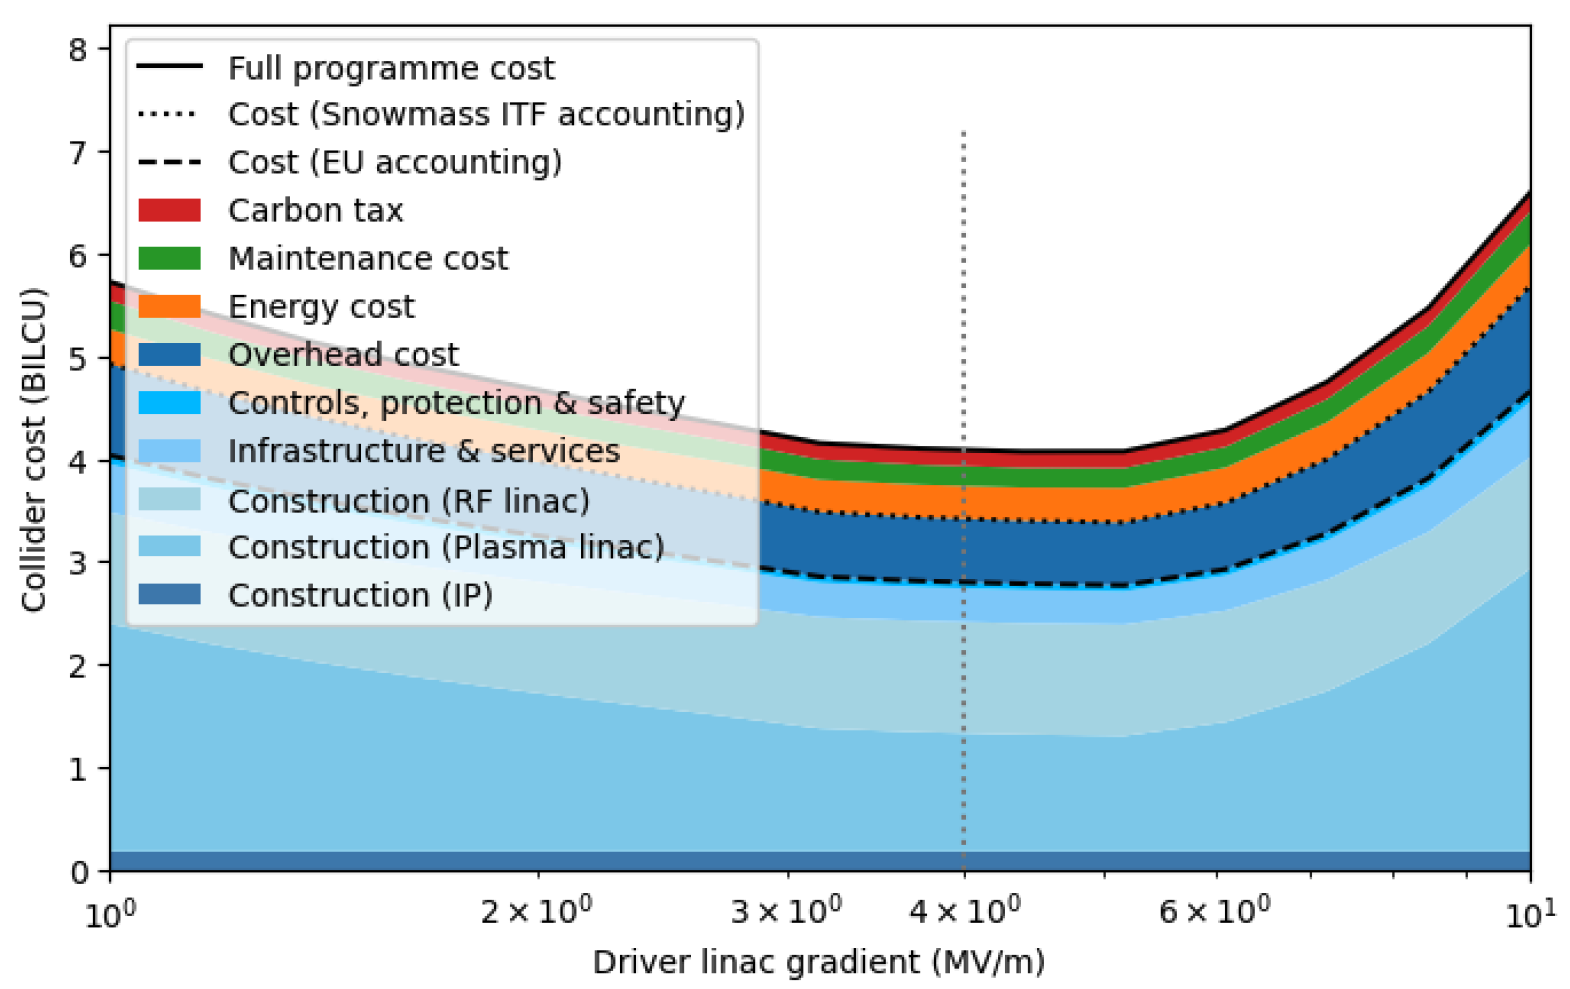 Full programme cost
Cost (Snowmass ITF accounting)
Cost (EU accounting)
Carbon tax
Maintenance cost
Energy cost
Overhead cost
Controls, protection & safety
Infrastructure & services
Construction (RF linac)
Construction (Plasma linac)
Construction (IP)
Collider cost (BILCU)
8
7
6
5
4
3
2
1
0
10⁰ 2 × 10⁰ 3 × 10⁰ 4 × 10⁰ 6 × 10⁰ 10¹
Driver linac gradient (MV/m)